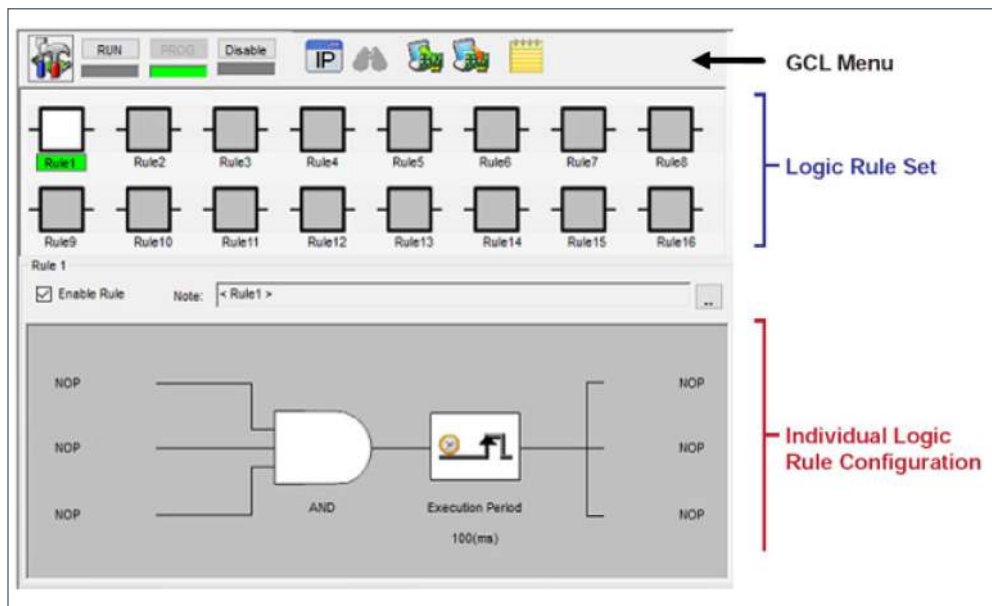 RUN PROG Disable IP GCL Menu
Rule1 Rule2 Rule3 Rule4 Rule5 Rule6 Rule7 Rule8
Logic Rule Set
Rule9 Rule10 Rule11 Rule12 Rule13 Rule14 Rule15 Rule16
Rule 1
Enable Rule Note: < Rule1 > ..
NOP NOP
NOP NOP
Individual Logic
Rule Configuration
AND Execution Period
NOP NOP
100(ms)